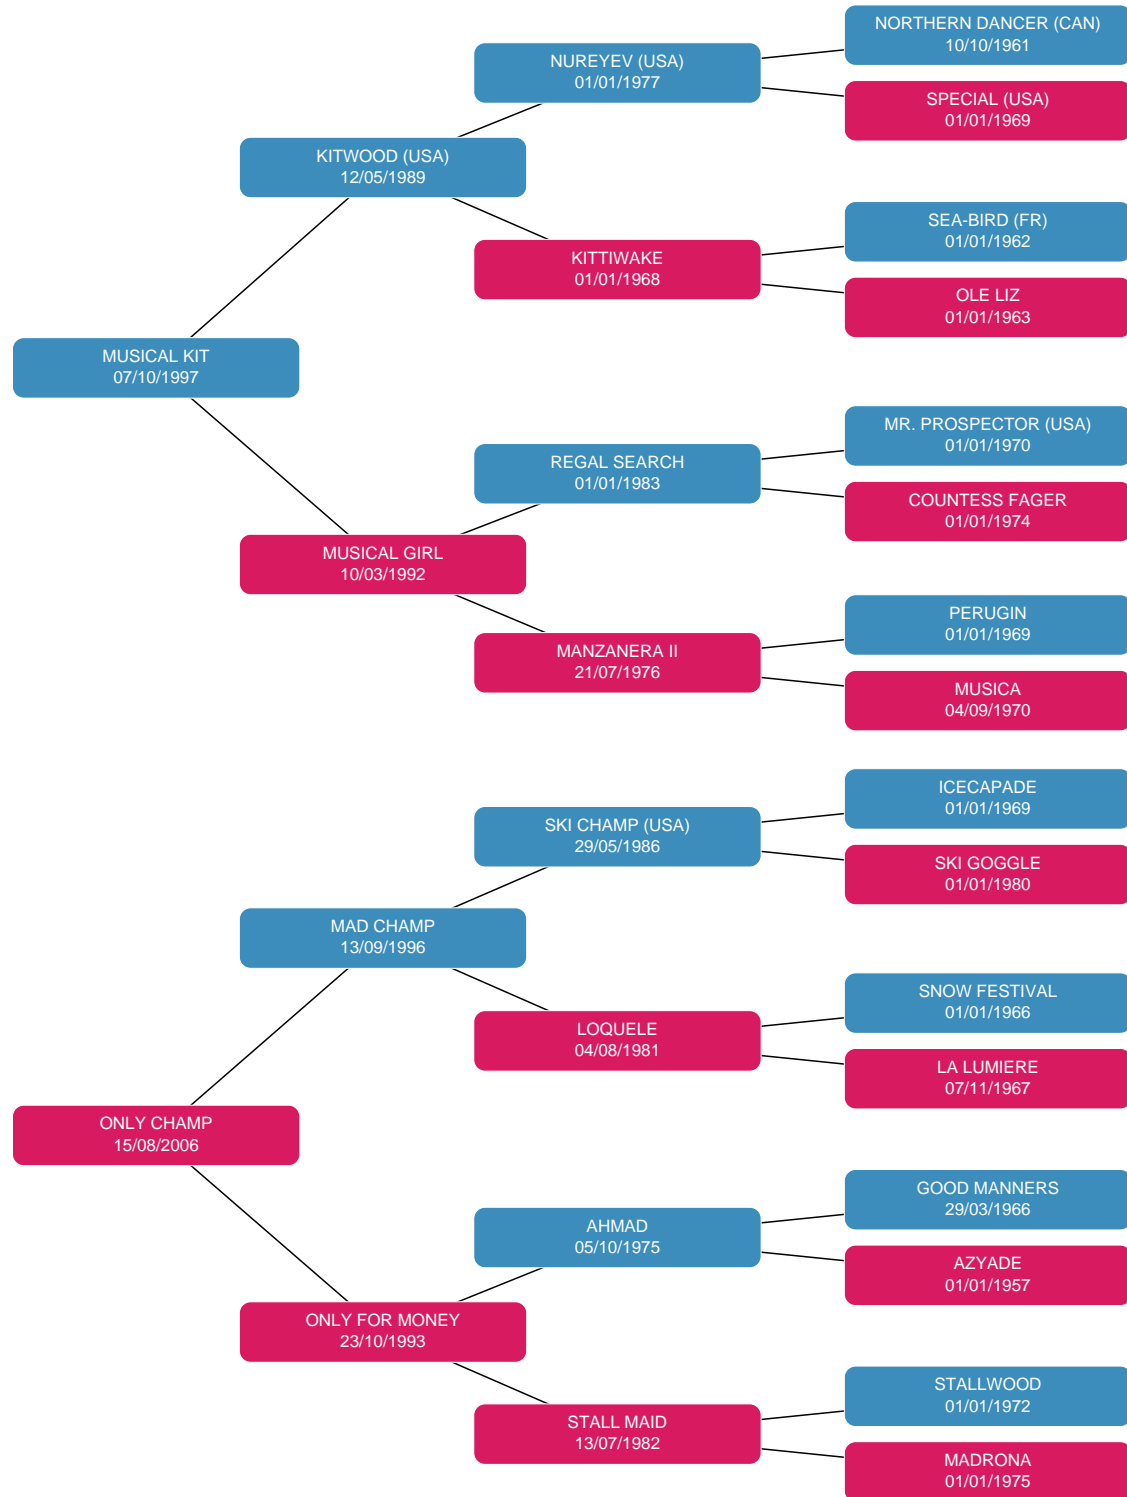 NORTHERN DANCER (CAN)
10/10/1961
NUREYEV (USA)
01/01/1977
SPECIAL (USA)
01/01/1969
KITWOOD (USA)
12/05/1989
SEA-BIRD (FR)
01/01/1962
KITTIWAKE
01/01/1968
OLE LIZ
01/01/1963
MUSICAL KIT
07/10/1997
MR. PROSPECTOR (USA)
01/01/1970
REGAL SEARCH
01/01/1983
COUNTESS FAGER
01/01/1974
MUSICAL GIRL
10/03/1992
PERUGIN
01/01/1969
MANZANERA II
21/07/1976
MUSICA
04/09/1970
ICECAPADE
01/01/1969
SKI CHAMP (USA)
29/05/1986
SKI GOGGLE
01/01/1980
MAD CHAMP
13/09/1996
SNOW FESTIVAL
01/01/1966
LOQUELE
04/08/1981
LA LUMIERE
07/11/1967
ONLY CHAMP
15/08/2006
GOOD MANNERS
29/03/1966
AHMAD
05/10/1975
AZYADE
01/01/1957
ONLY FOR MONEY
23/10/1993
STALLWOOD
01/01/1972
STALL MAID
13/07/1982
MADRONA
01/01/1975